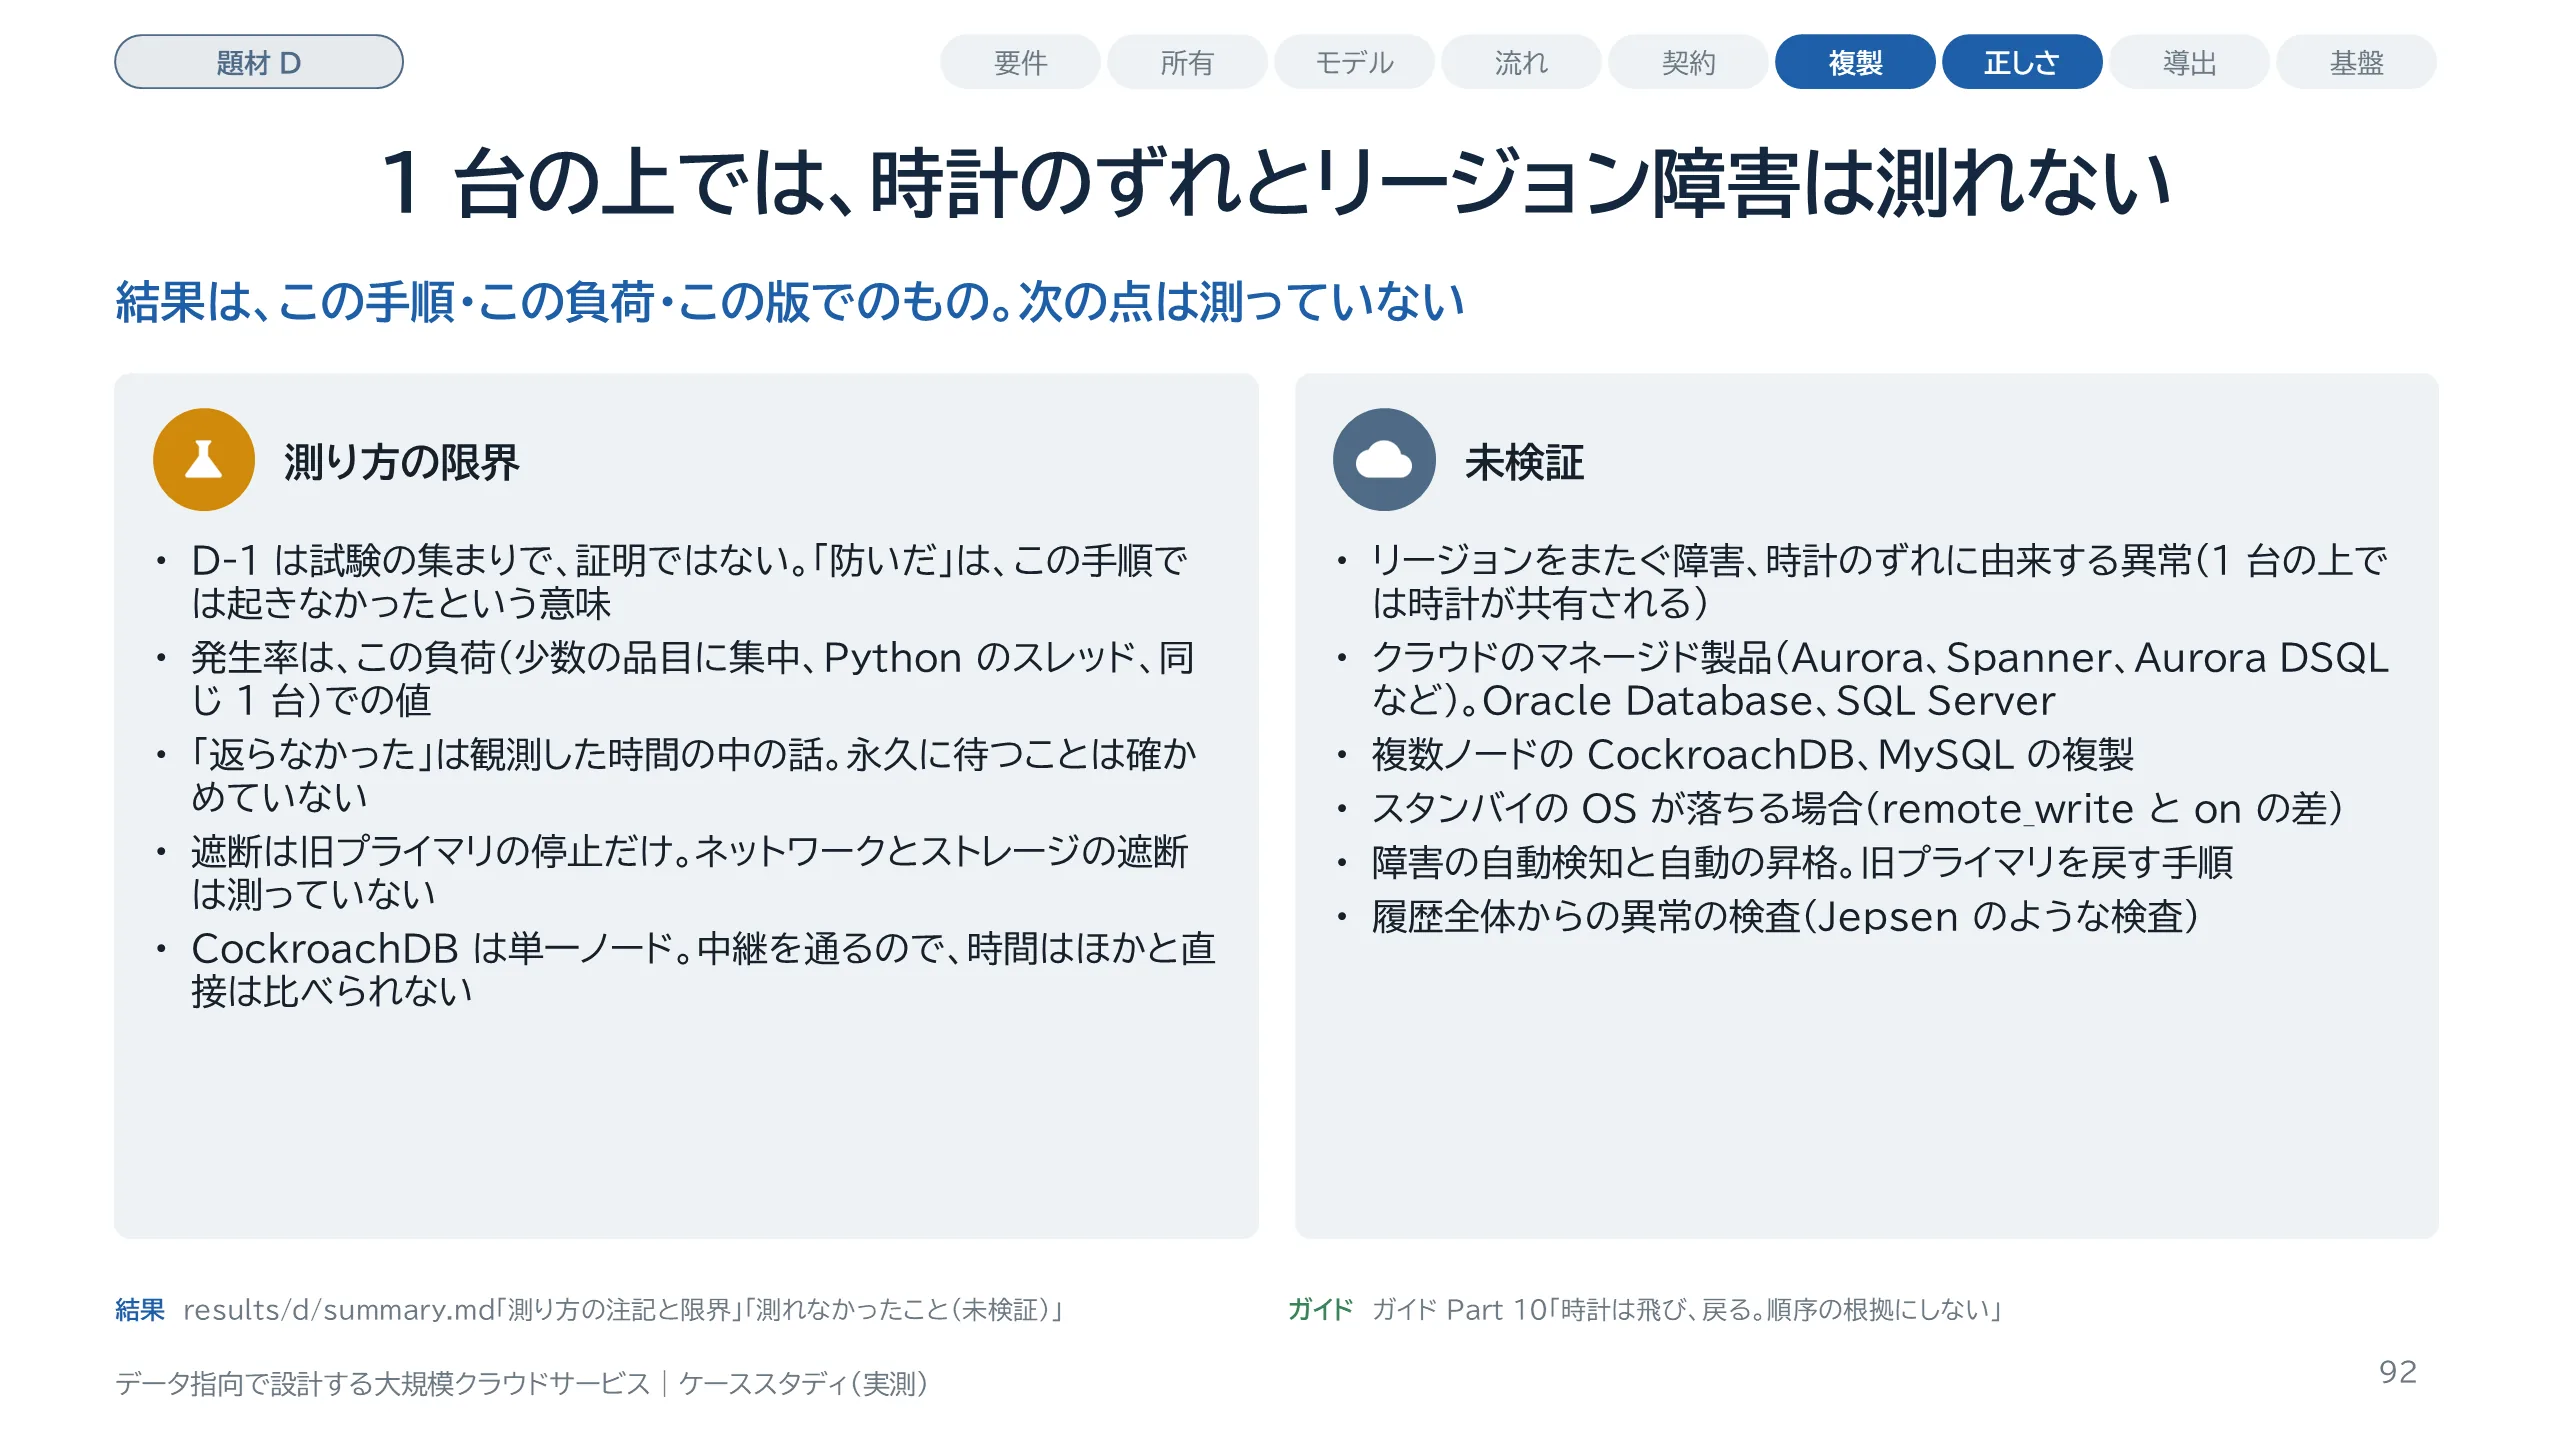 題材 D
要件
所有
モデル
流れ
契約
複製
正しさ
導出
基盤
1 台の上では、時計のずれとリージョン障害は測れない
結果は、この手順・この負荷・この版でのもの。次の点は測っていない
測り方の限界
• D-1 は試験の集まりで、証明ではない。「防いだ」は、この手順で
は起きなかったという意味
• 発生率は、この負荷（少数の品目に集中、Python のスレッド、同
じ 1 台）での値
• 「返らなかった」は観測した時間の中の話。永久に待つことは確か
めていない
• 遮断は旧プライマリの停止だけ。ネットワークとストレージの遮断
は測っていない
• CockroachDB は単一ノード。中継を通るので、時間はほかと直
接は比べられない
未検証
• リージョンをまたぐ障害、時計のずれに由来する異常（1 台の上で
は時計が共有される）
• クラウドのマネージド製品（Aurora、Spanner、Aurora DSQL
など）。Oracle Database、SQL Server
• 複数ノードの CockroachDB、MySQL の複製
• スタンバイの OS が落ちる場合（remote_write と on の差）
• 障害の自動検知と自動の昇格。旧プライマリを戻す手順
• 履歴全体からの異常の検査（Jepsen のような検査）
結果 results/d/summary.md「測り方の注記と限界」「測れなかったこと（未検証）」
ガイド ガイド Part 10「時計は飛び、戻る。順序の根拠にしない」
データ指向で設計する大規模クラウドサービス｜ケーススタディ（実測）
92